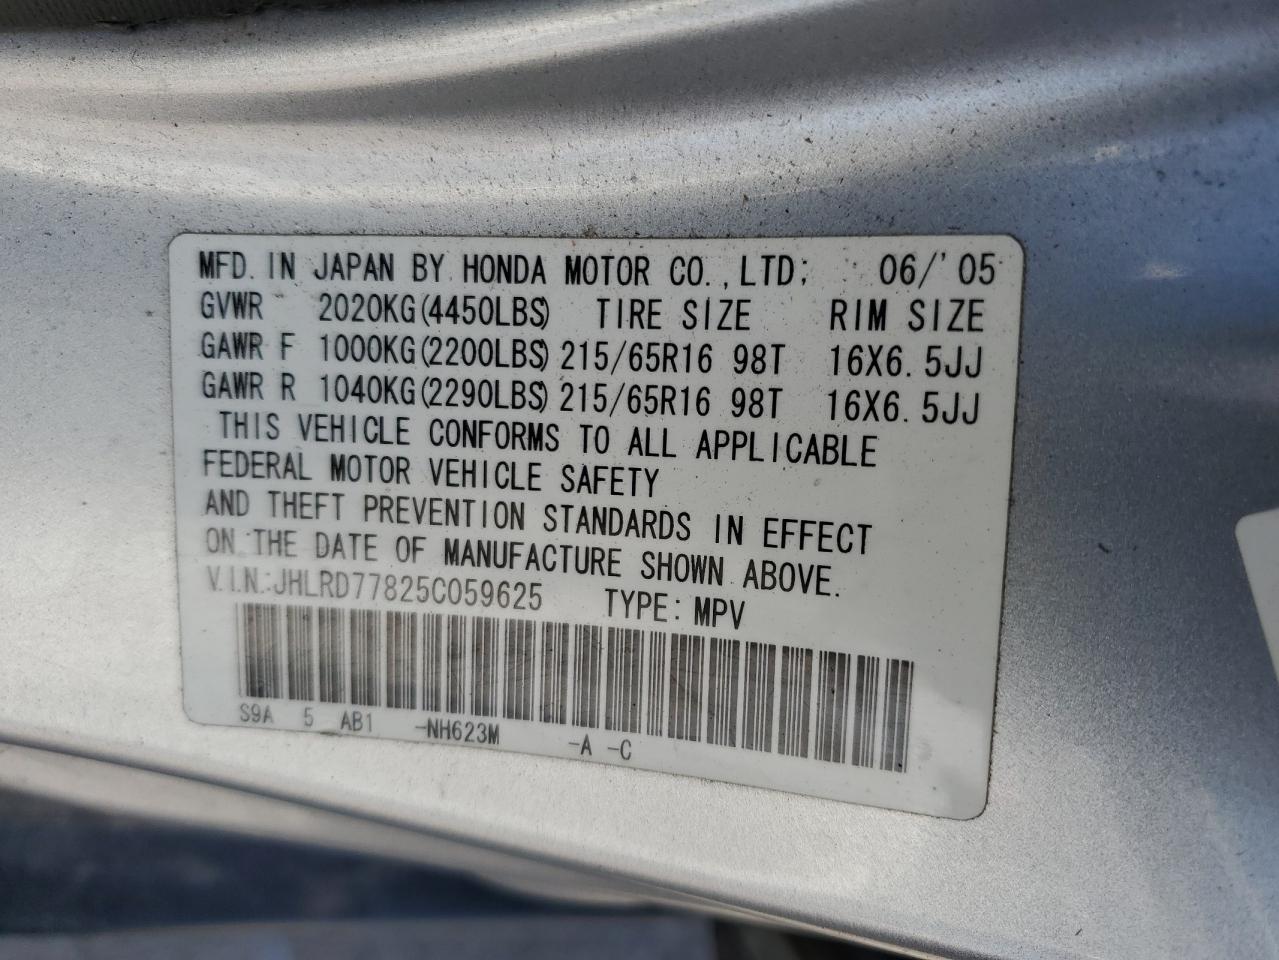 MFD. IN JAPAN BY HONDA MOTOR CO., LTD; 06/'05
GVWR 2020KG(4450LBS) TIRE SIZE RIM SIZE
GAWR F 1000KG(2200LBS) 215/65R16 98T 16X6.5JJ
GAWR R 1040KG(2290LBS) 215/65R16 98T 16X6.5JJ
THIS VEHICLE CONFORMS TO ALL APPLICABLE
FEDERAL MOTOR VEHICLE SAFETY
AND THEFT PREVENTION STANDARDS IN EFFECT
ON THE DATE OF MANUFACTURE SHOWN ABOVE.
V.I.N.:JHLRD77825C059625 TYPE:MPV
S9A 5 AB1 -NH623M -A -C